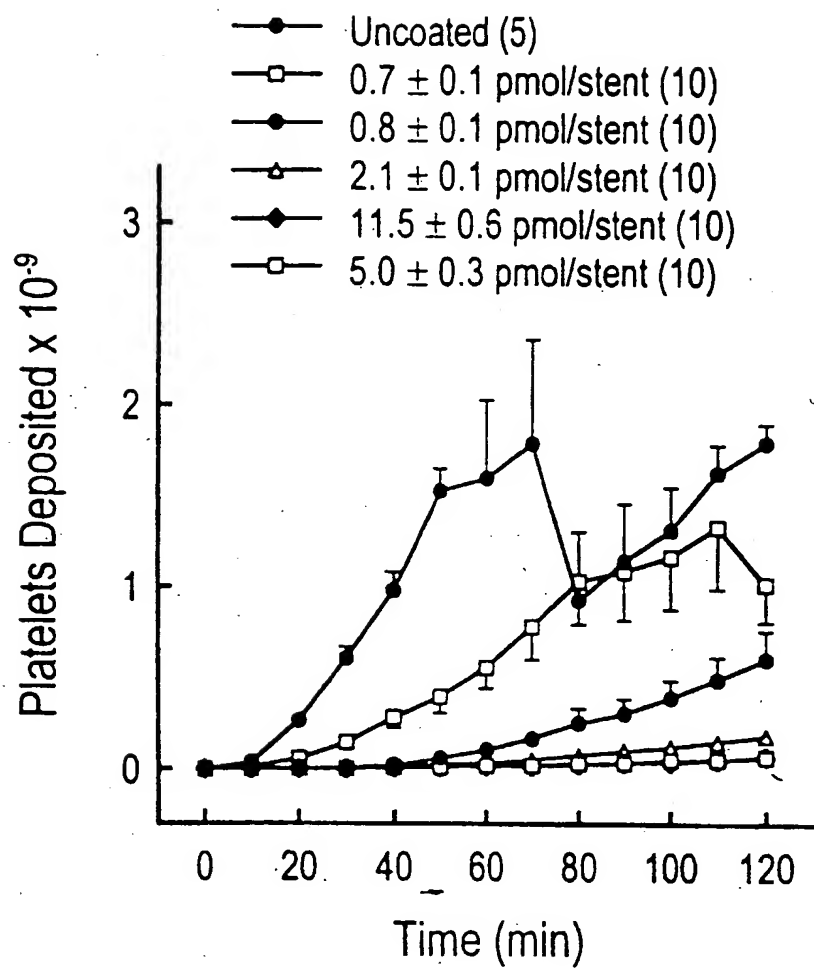 Uncoated (5)
0.7 ± 0.1 pmol/stent (10)
0.8 ± 0.1 pmol/stent (10)
2.1 ± 0.1 pmol/stent (10)
11.5 ± 0.6 pmol/stent (10)
5.0 ± 0.3 pmol/stent (10)
Platelets Deposited x 10⁻⁹
3
2
1
0
0 20 40 60 80 100 120
Time (min)